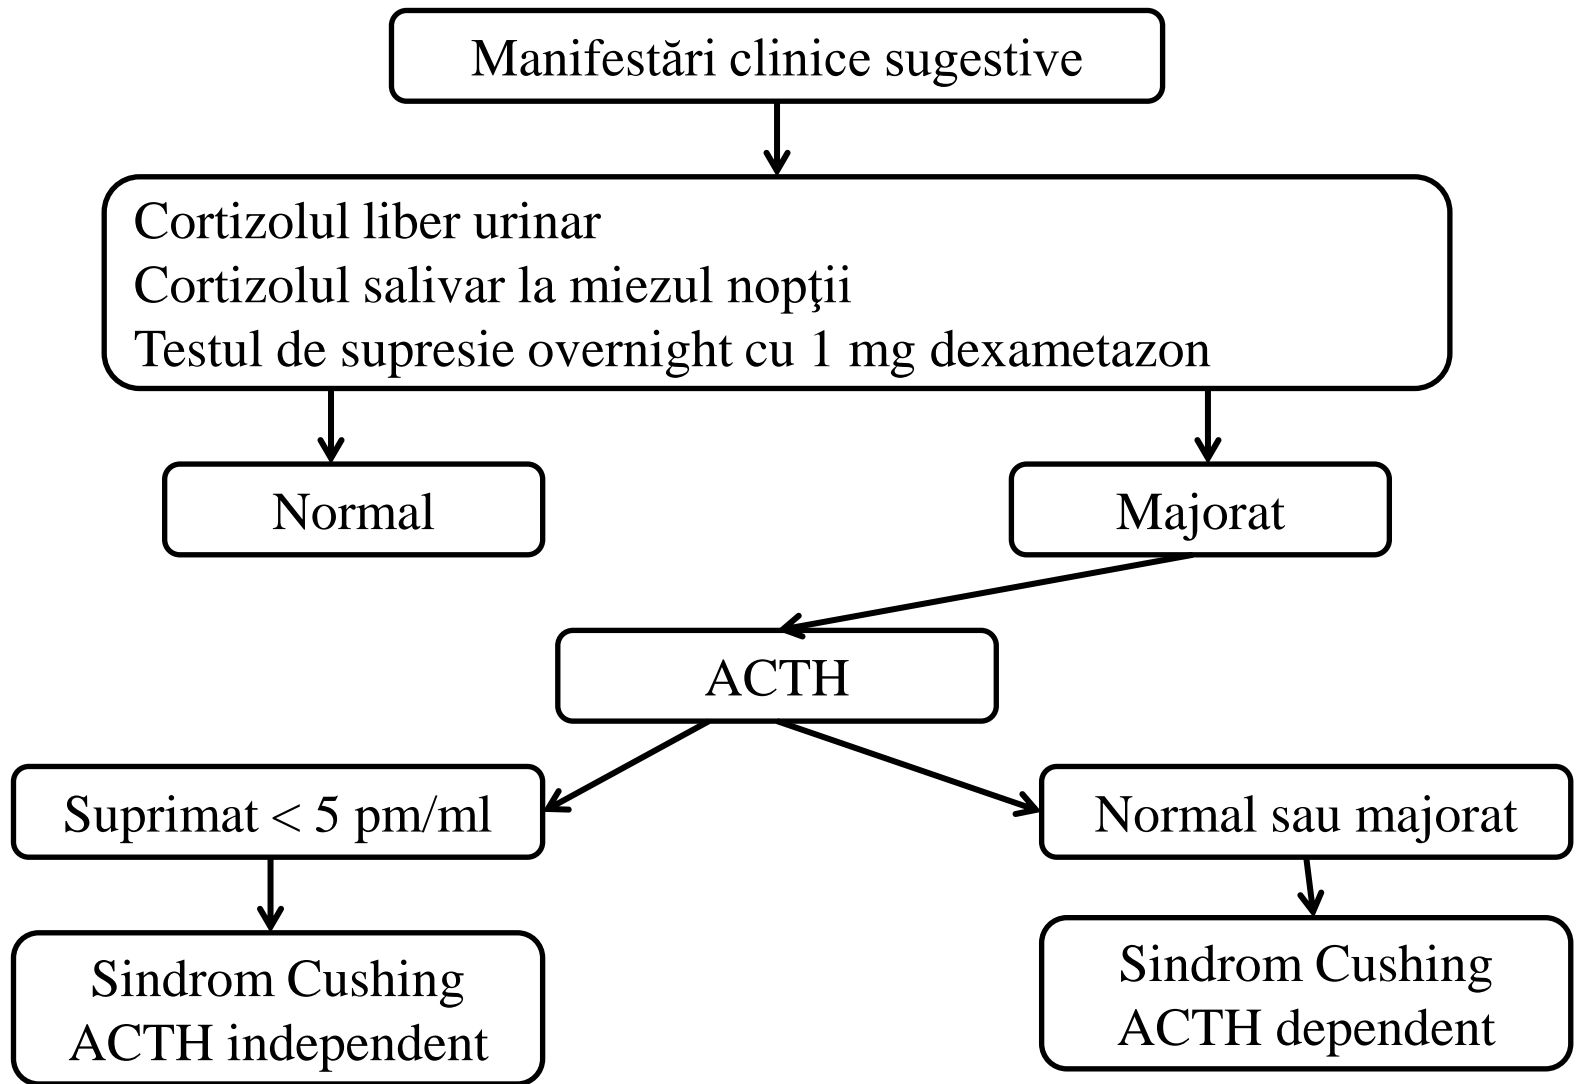 Manifestări clinice sugestive
Cortizolul liber urinar
Cortizolul salivar la miezul nopţii
Testul de supresie overnight cu 1 mg dexametazon
Normal
Majorat
ACTH
Suprimat < 5 pm/ml
Normal sau majorat
Sindrom Cushing
ACTH independent
Sindrom Cushing
ACTH dependent